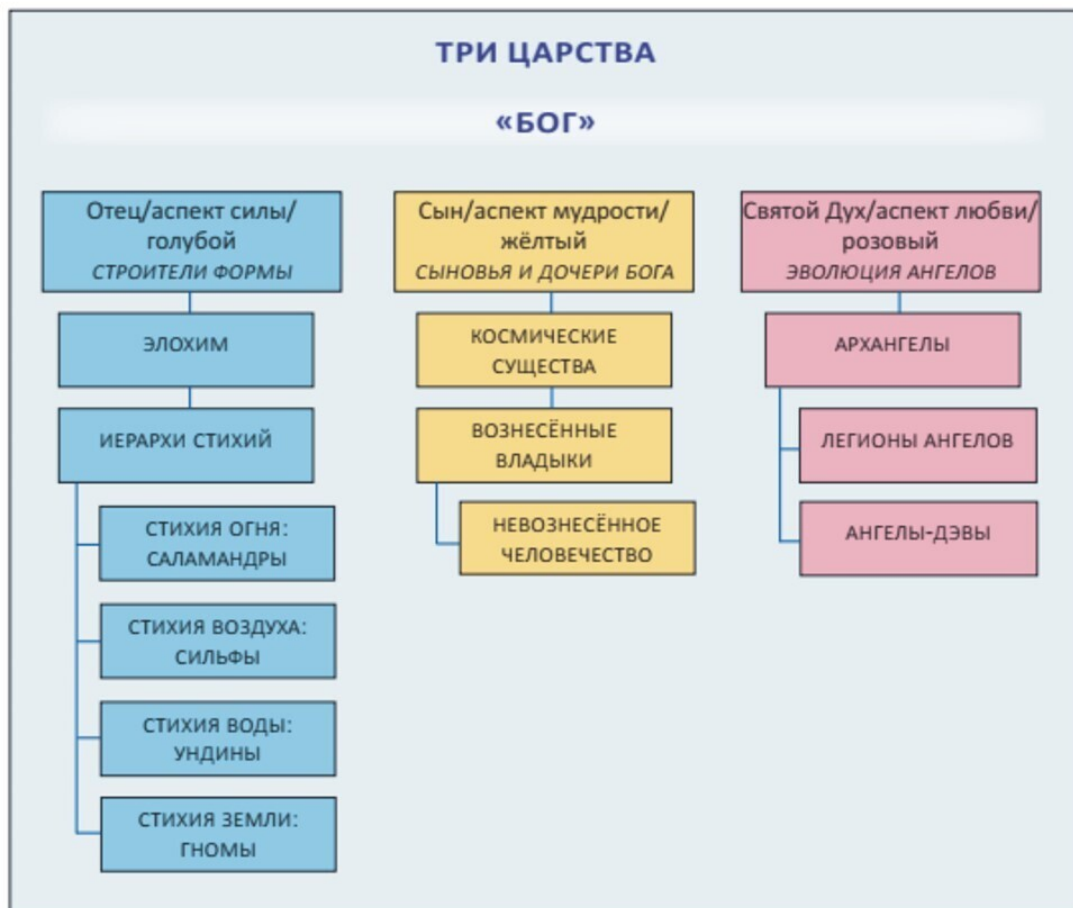 ТРИ ЦАРСТВА
«БОГ»
Отец/аспект силы/
голубой
СТРОИТЕЛИ ФОРМЫ
ЭЛОХИМ
ИЕРАРХИ СТИХИЙ
СТИХИЯ ОГНЯ:
САЛАМАНДРЫ
СТИХИЯ ВОЗДУХА:
СИЛЬФЫ
СТИХИЯ ВОДЫ:
УНДИНЫ
СТИХИЯ ЗЕМЛИ:
ГНОМЫ
Сын/аспект мудрости/
жёлтый
СЫНОВЬЯ И ДОЧЕРИ БОГА
КОСМИЧЕСКИЕ
СУЩЕСТВА
ВОЗНЕСЁННЫЕ
ВЛАДЫКИ
НЕВОЗНЕСЁННОЕ
ЧЕЛОВЕЧЕСТВО
Святой Дух/аспект любви/
розовый
ЭВОЛЮЦИЯ АНГЕЛОВ
АРХАНГЕЛЫ
ЛЕГИОНЫ АНГЕЛОВ
АНГЕЛЫ-ДЭВЫ